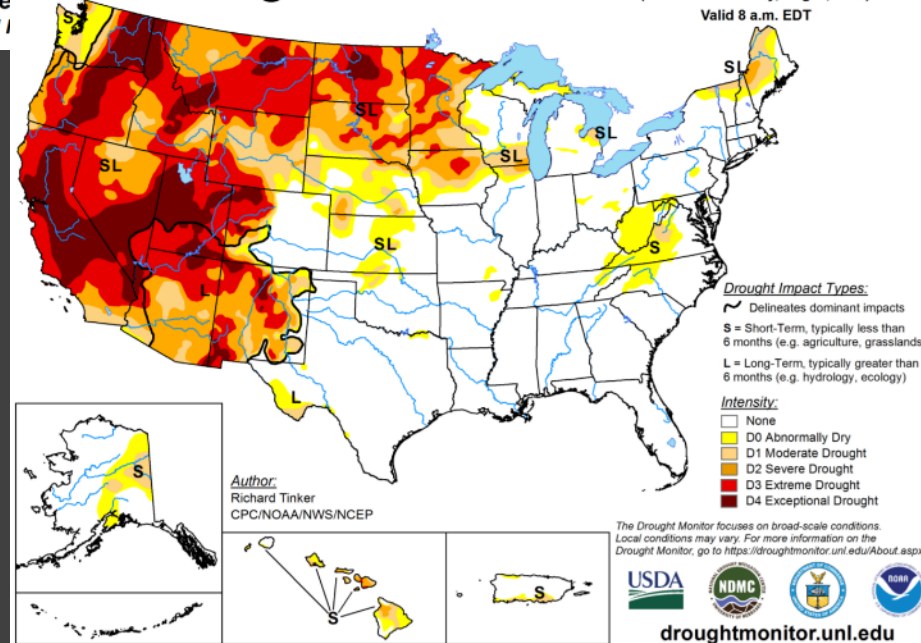 Valid 8 a.m. EDT
S
SL
SL
SL
SL
SL
SL
S
L
L
Drought Impact Types:
Delineates dominant impacts
S = Short-Term, typically less than
6 months (e.g. agriculture, grasslands
L = Long-Term, typically greater than
6 months (e.g. hydrology, ecology)
Intensity:
None
D0 Abnormally Dry
D1 Moderate Drought
D2 Severe Drought
D3 Extreme Drought
D4 Exceptional Drought
S
Author:
Richard Tinker
CPC/NOAA/NWS/NCEP
S
S
The Drought Monitor focuses on broad-scale conditions.
Local conditions may vary. For more information on the
Drought Monitor, go to https://droughtmonitor.unl.edu/About.aspx
USDA
NDMC
NOAA
droughtmonitor.unl.edu